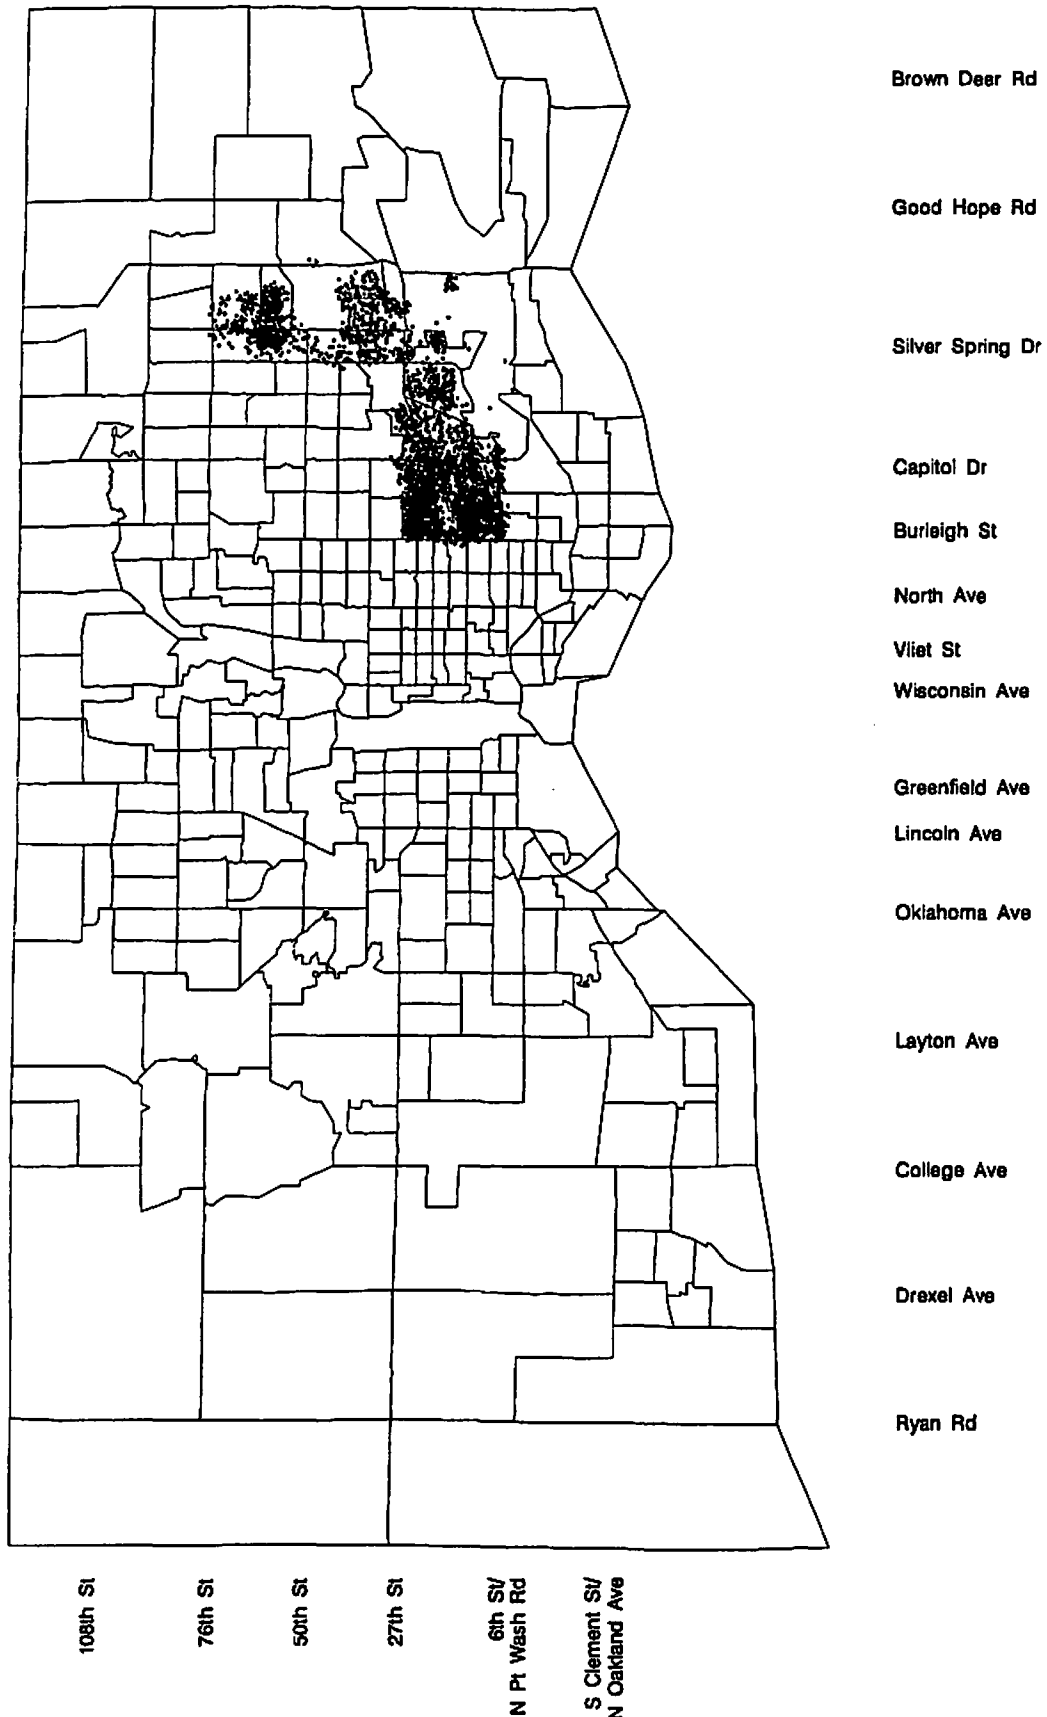 Brown Deer Rd
Good Hope Rd
Silver Spring Dr
Capitol Dr
Burleigh St
North Ave
Vliet St
Wisconsin Ave
Greenfield Ave
Lincoln Ave
Oklahoma Ave
Layton Ave
College Ave
Drexel Ave
Ryan Rd
108th St
76th St
50th St
27th St
6th St/
N Pt Wash Rd
S Clement St/
N Oakland Ave